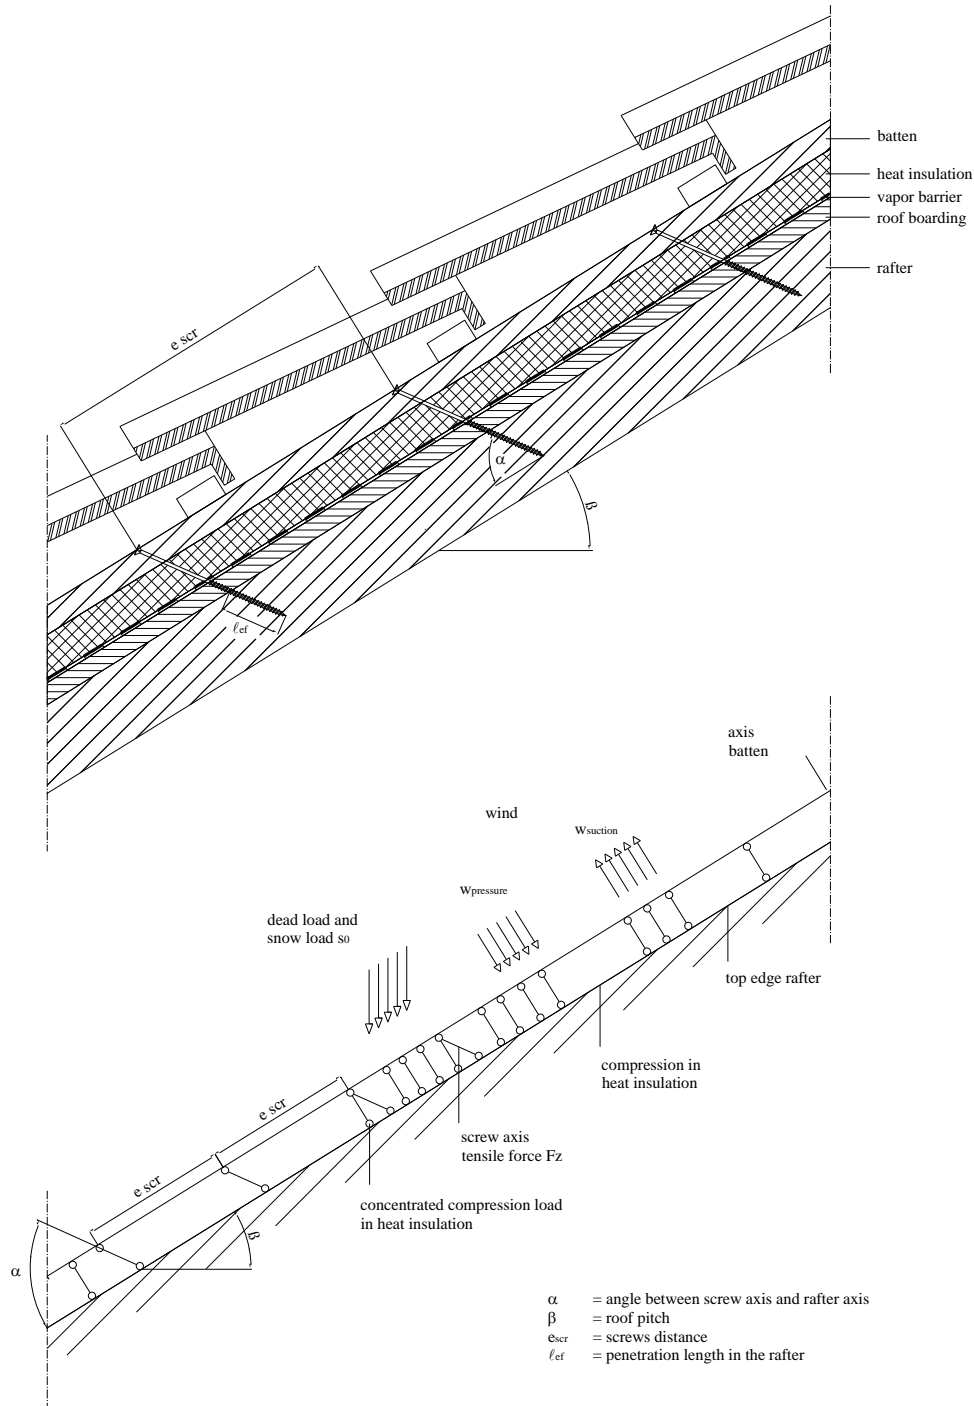 batten
heat insulation
vapor barrier
roof boarding
rafter
e scr
α
β
ℓef
axis
batten
wind
wsuction
wpressure
dead load and
snow load s0
top edge rafter
compression in
heat insulation
e scr
screw axis
tensile force Fz
e scr
concentrated compression load
in heat insulation
β
α
α = angle between screw axis and rafter axis
β = roof pitch
escr = screws distance
ℓef = penetration length in the rafter